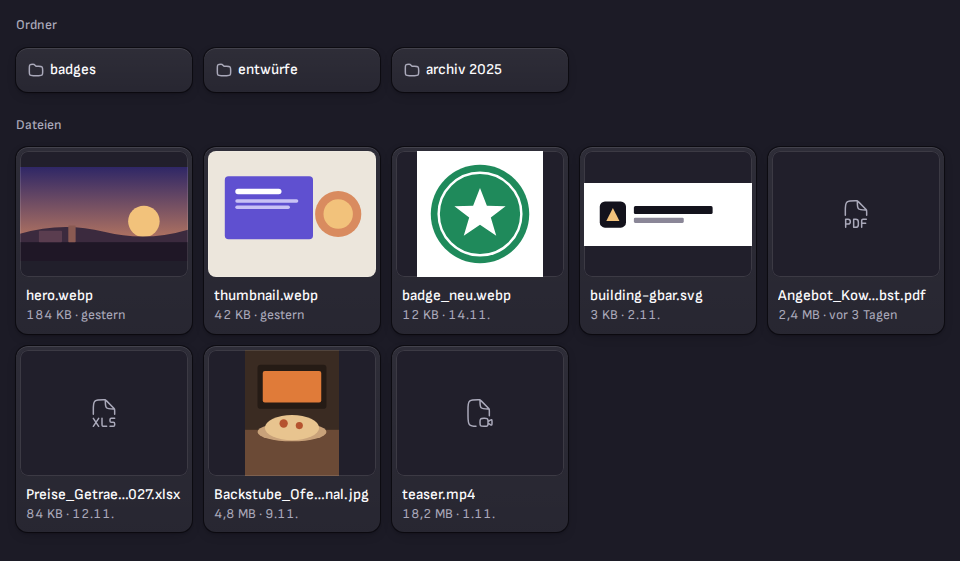 Ordner
badges
entwürfe
archiv 2025
Dateien
PDF
hero.webp
184 KB · gestern
thumbnail.webp
42 KB · gestern
badge_neu.webp
12 KB · 14.11.
building-gbar.svg
3 KB · 2.11.
Angebot_Kow...bst.pdf
2,4 MB · vor 3 Tagen
XLS
Preise_Getrae...027.xlsx
84 KB · 12.11.
Backstube_Ofe...nal.jpg
4,8 MB · 9.11.
teaser.mp4
18,2 MB · 1.11.